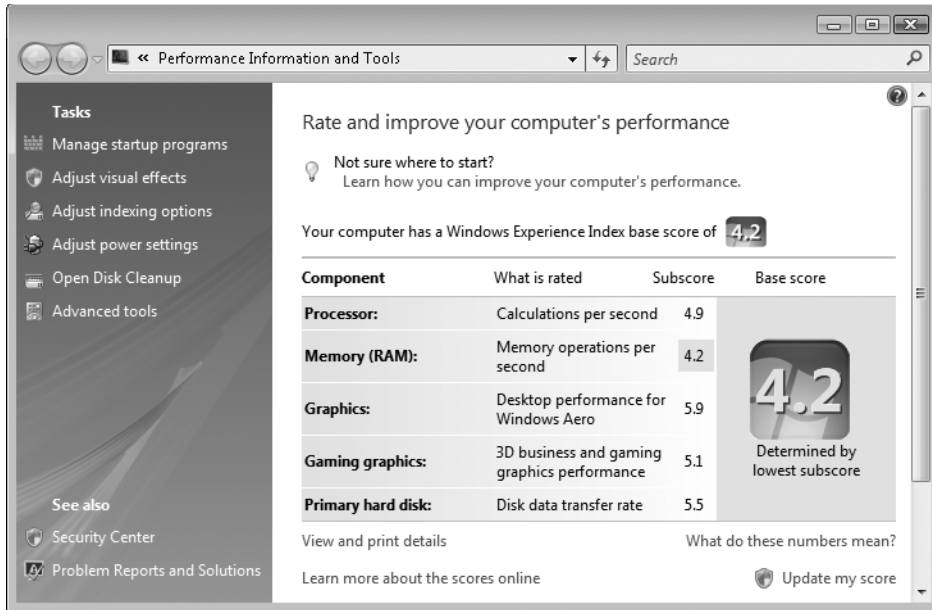 « Performance Information and Tools
Search
Tasks
Manage startup programs
Adjust visual effects
Adjust indexing options
Adjust power settings
Open Disk Cleanup
Advanced tools
See also
Security Center
Problem Reports and Solutions
Rate and improve your computer's performance
Not sure where to start?
Learn how you can improve your computer's performance.
Your computer has a Windows Experience Index base score of 4.2
Component What is rated Subscore Base score
Processor: Calculations per second 4.9
Memory (RAM): Memory operations per
second 4.2
Graphics: Desktop performance for
Windows Aero 5.9
Gaming graphics: 3D business and gaming
graphics performance 5.1
Primary hard disk: Disk data transfer rate 5.5
4.2
Determined by
lowest subscore
View and print details What do these numbers mean?
Learn more about the scores online Update my score